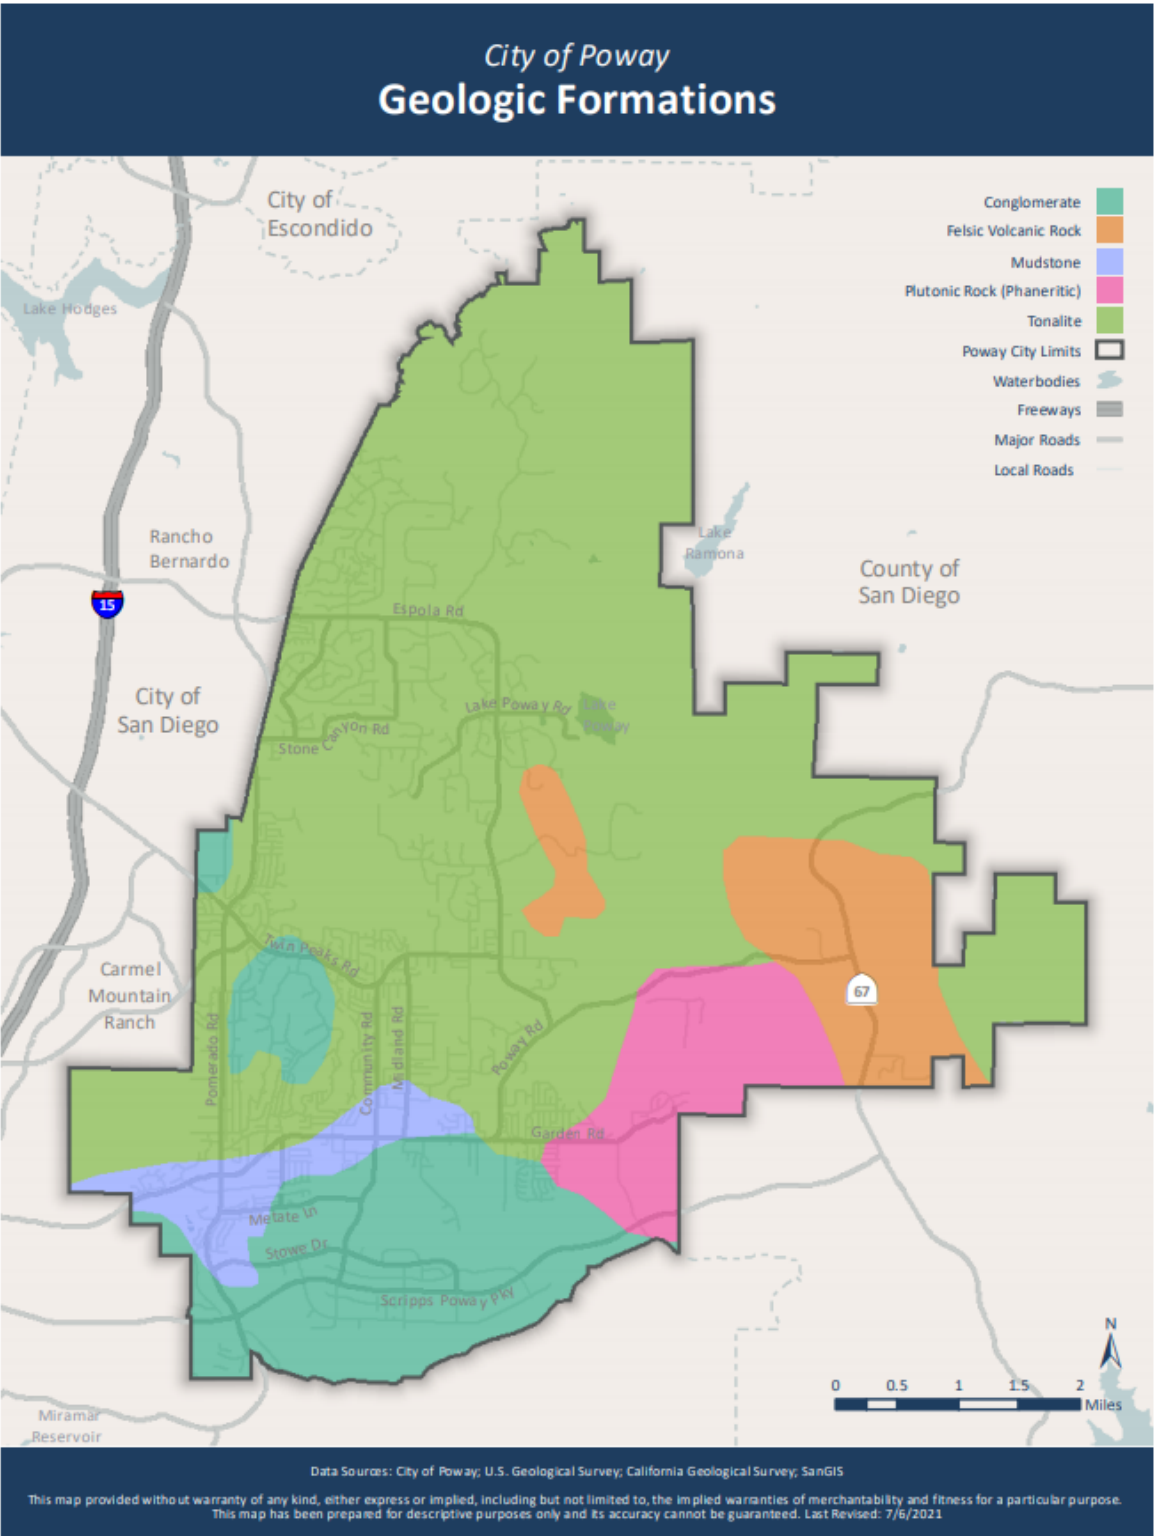 City of Poway
Geologic Formations
City of
Escondido
Conglomerate
Felsic Volcanic Rock
Mudstone
Plutonic Rock (Phaneritic)
Tonalite
Poway City Limits
Waterbodies
Freeways
Major Roads
Local Roads
Lake Hodges
Rancho
Bernardo
Lake
Ramona
County of
San Diego
15
Espola Rd
City of
San Diego
Lake Poway Rd
Lake
Poway
Stone Canyon Rd
Twin Peaks Rd
Carmel
Mountain
Ranch
67
Pomerado Rd
Community Rd
Midland Rd
Poway Rd
Garden Rd
Metate Ln
Stowe Dr
Scripps Poway Pky
N
0 0.5 1 1.5 2
Miles
Miramar
Reservoir
Data Sources: City of Poway; U.S. Geological Survey; California Geological Survey; SanGIS
This map provided without warranty of any kind, either express or implied, including but not limited to, the implied warranties of merchantability and fitness for a particular purpose.
This map has been prepared for descriptive purposes only and its accuracy cannot be guaranteed. Last Revised: 7/6/2021